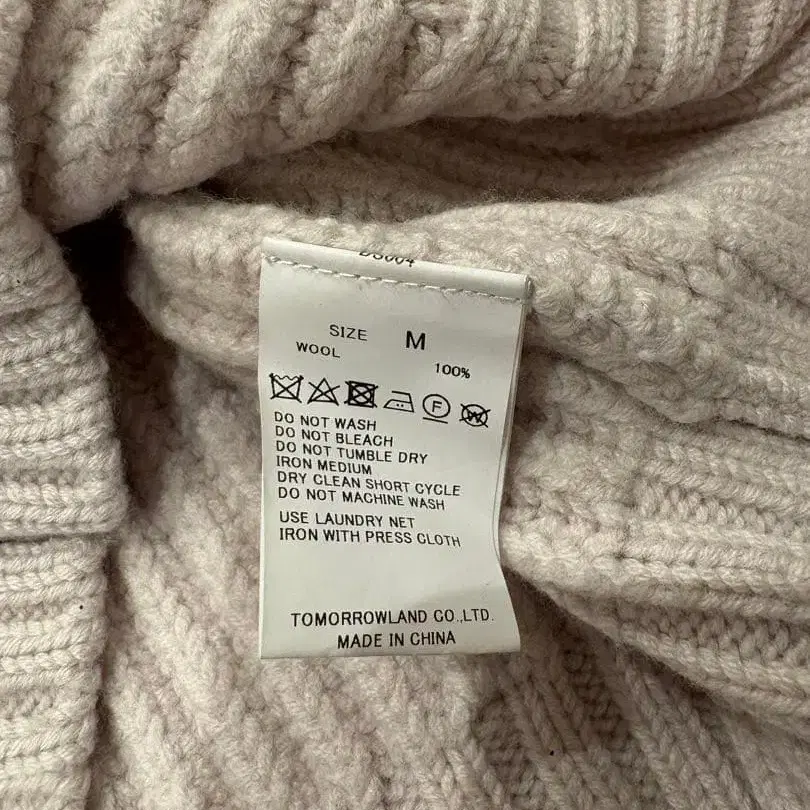 SIZE M
WOOL
100%
F W
DO NOT WASH
DO NOT BLEACH
DO NOT TUMBLE DRY
IRON MEDIUM
DRY CLEAN SHORT CYCLE
DO NOT MACHINE WASH
USE LAUNDRY NET
IRON WITH PRESS CLOTH
TOMORROWLAND CO.,LTD.
MADE IN CHINA